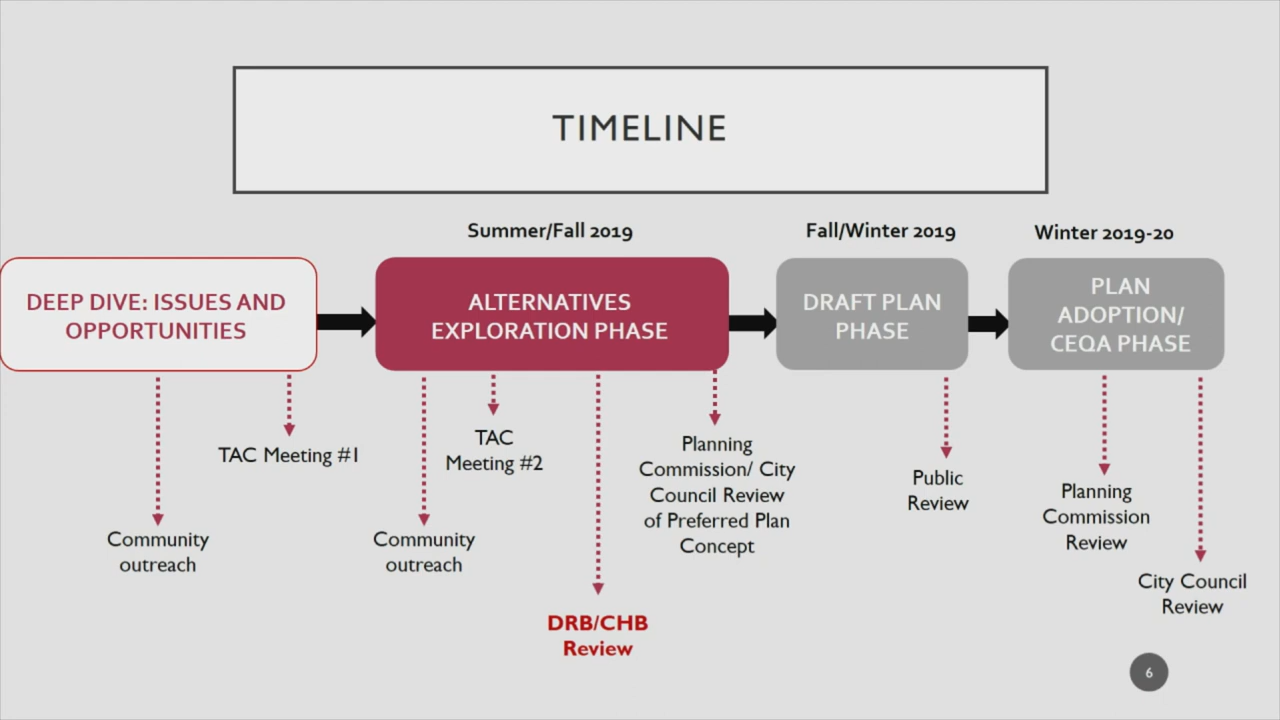 TIMELINE
Summer/Fall 2019
Fall/Winter 2019
Winter 2019-20
DEEP DIVE: ISSUES AND
OPPORTUNITIES
ALTERNATIVES
EXPLORATION PHASE
DRAFT PLAN
PHASE
PLAN
ADOPTION/
CEQA PHASE
Community
outreach
TAC Meeting #1
Community
outreach
TAC
Meeting #2
DRB/CHB
Review
Planning
Commission/ City
Council Review
of Preferred Plan
Concept
Public
Review
Planning
Commission
Review
City Council
Review
6